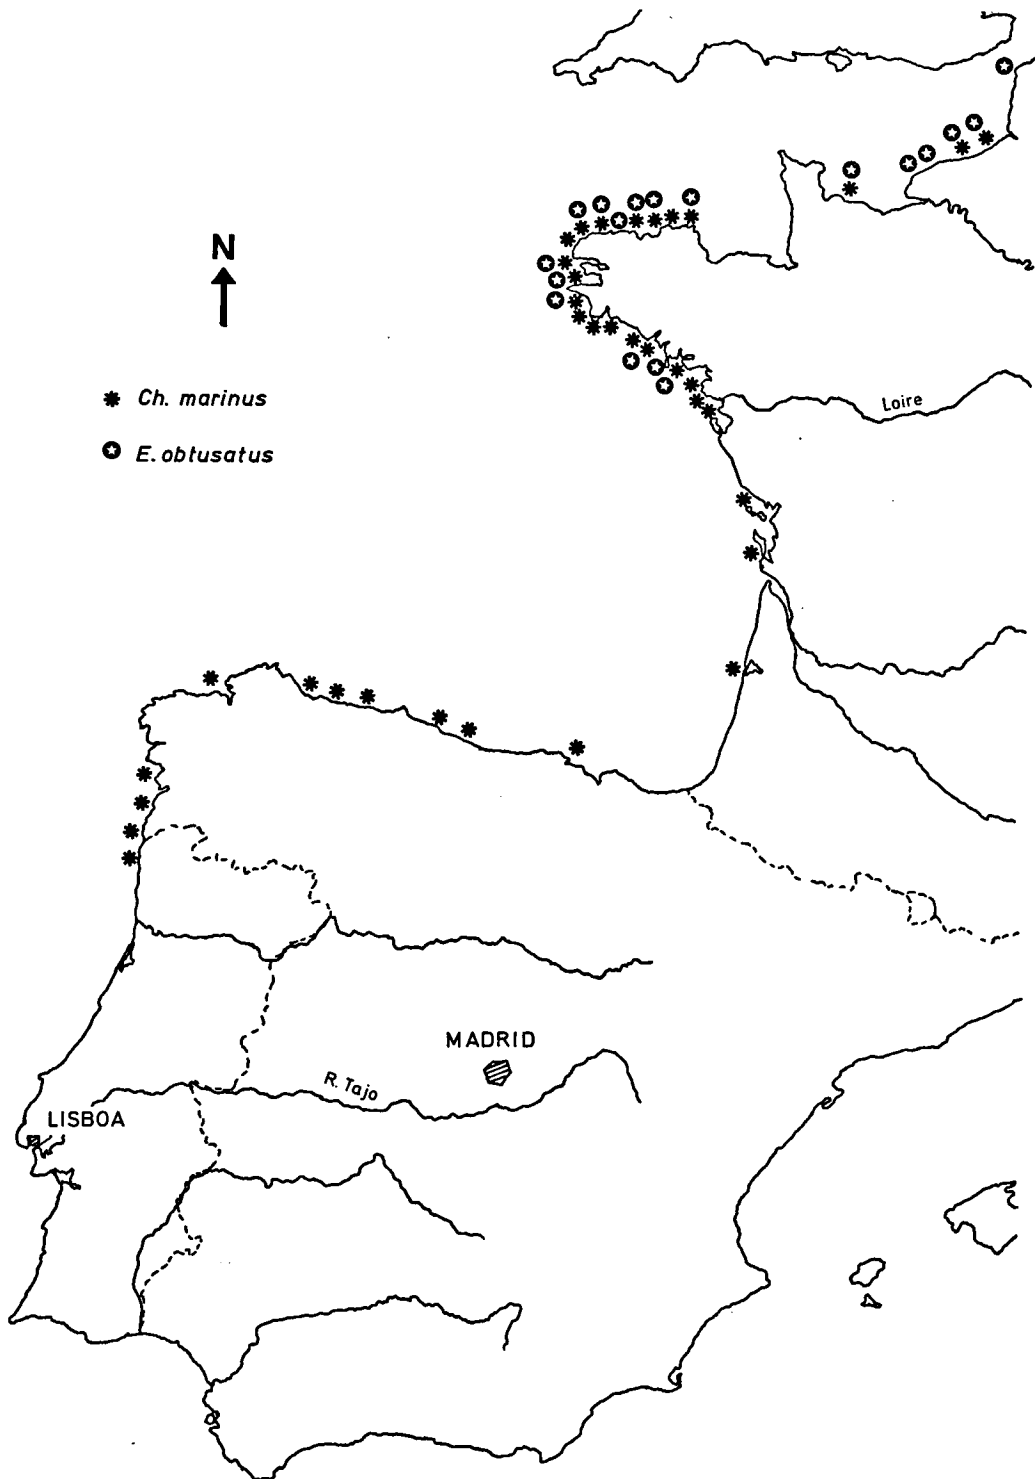 N
Ch. marinus
E. obtusatus
Loire
MADRID
R. Tajo
LISBOA